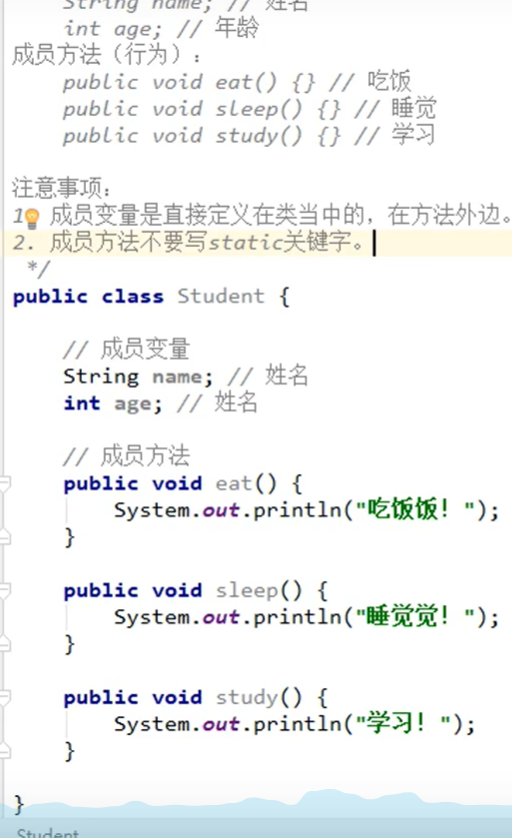 String name; // 姓名
int age; // 年龄
成员方法（行为）：
public void eat() {} // 吃饭
public void sleep() {} // 睡觉
public void study() {} // 学习
注意事项：
1. 成员变量是直接定义在类当中的，在方法外边。
2. 成员方法不要写static关键字。
*/
public class Student {
// 成员变量
String name; // 姓名
int age; // 姓名
// 成员方法
public void eat() {
System.out.println("吃饭饭！");
}
public void sleep() {
System.out.println("睡觉觉！");
}
public void study() {
System.out.println("学习！");
}
}
Student